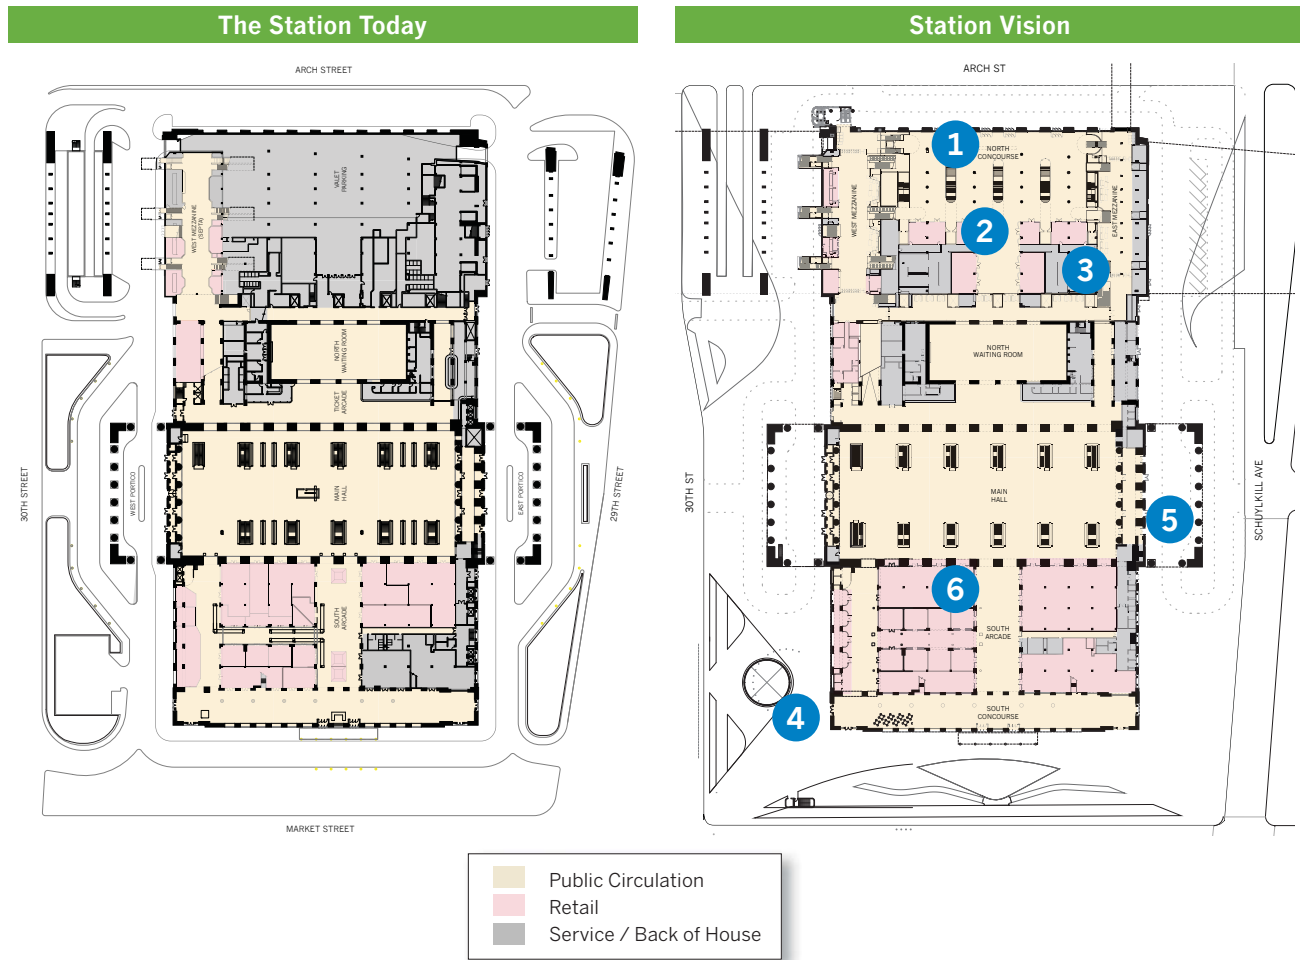 The Station Today
Station Vision
ARCH STREET
VALET
PARKING
WEST MEZZANINE
(SEPTA)
NORTH
WAITING ROOM
TICKET
ARCADE
30TH STREET
WEST PORTICO
MAIN
HALL
EAST PORTICO
29TH STREET
SOUTH
ARCADE
MARKET STREET
ARCH ST
1
NORTH
CONCOURSE
WEST MEZZANINE
EAST MEZZANINE
2
3
NORTH
WAITING ROOM
30TH ST
MAIN
HALL
5
SCHUYLKILL AVE
6
SOUTH
ARCADE
4
SOUTH
CONCOURSE
Public Circulation
Retail
Service / Back of House